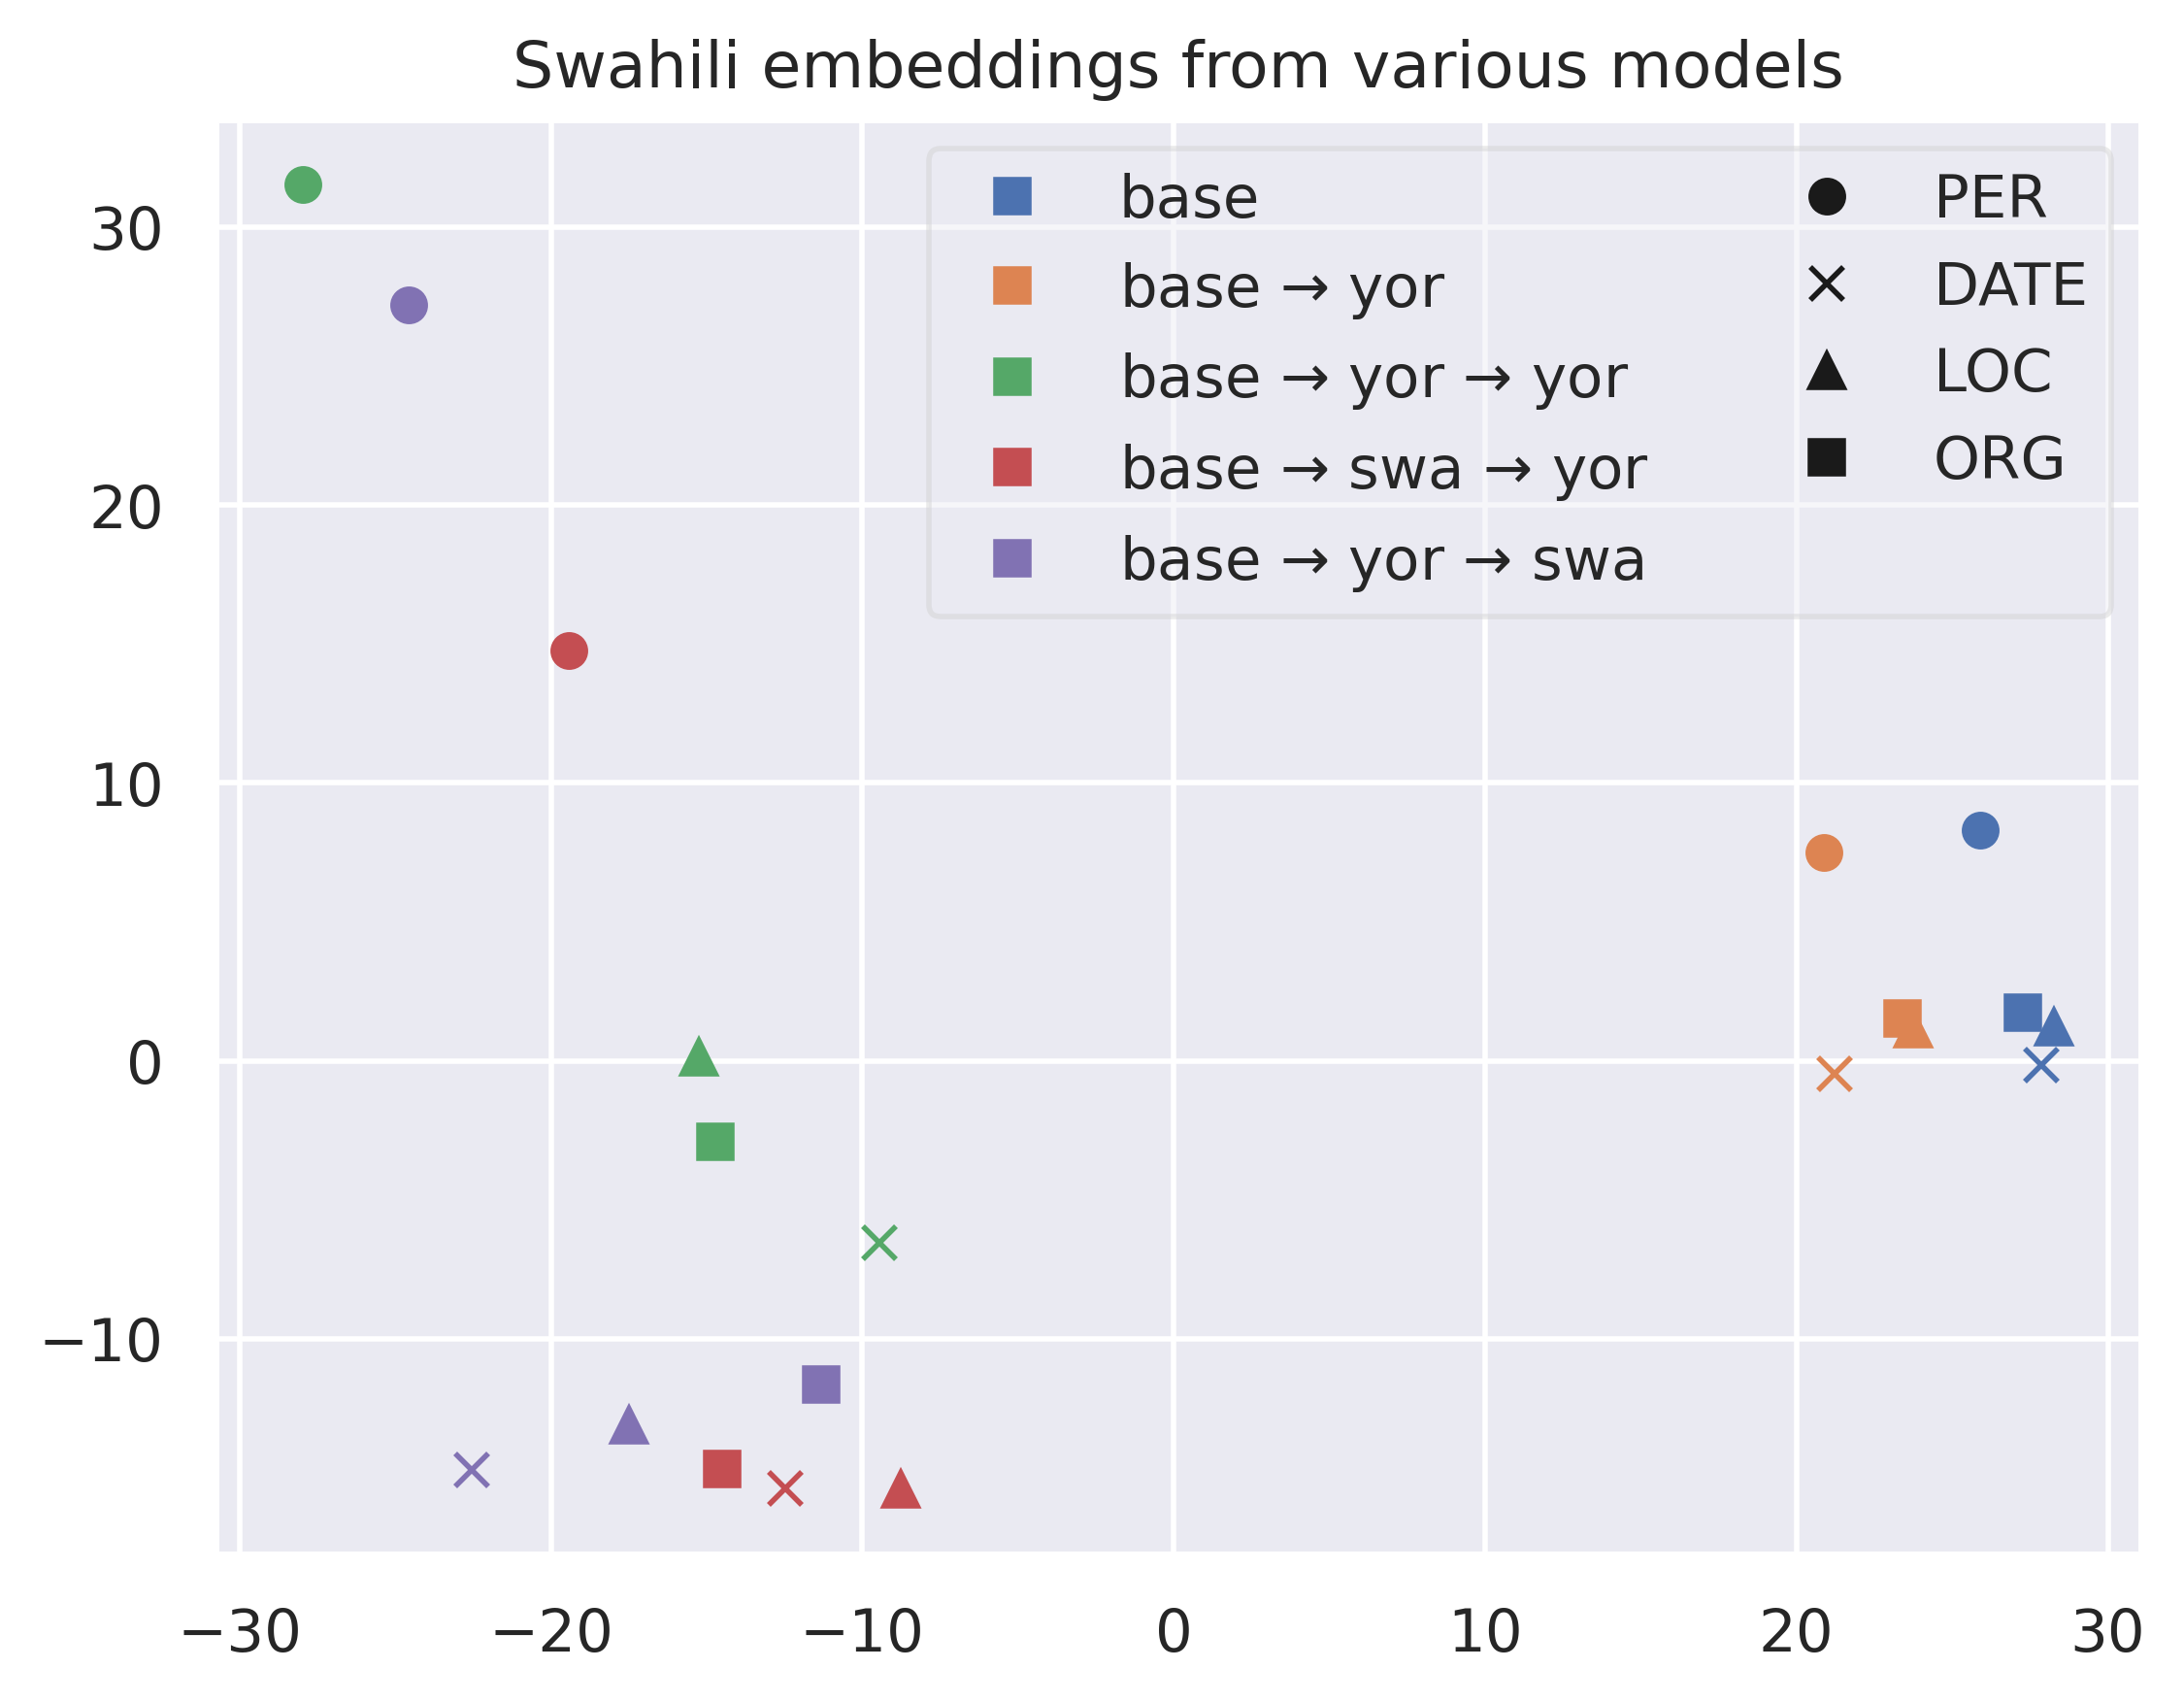 Swahili embeddings from various models
base
base → yor
base → yor → yor
base → swa → yor
base → yor → swa
PER
DATE
LOC
ORG
30
20
10
0
−10
−30 −20 −10 0 10 20 30